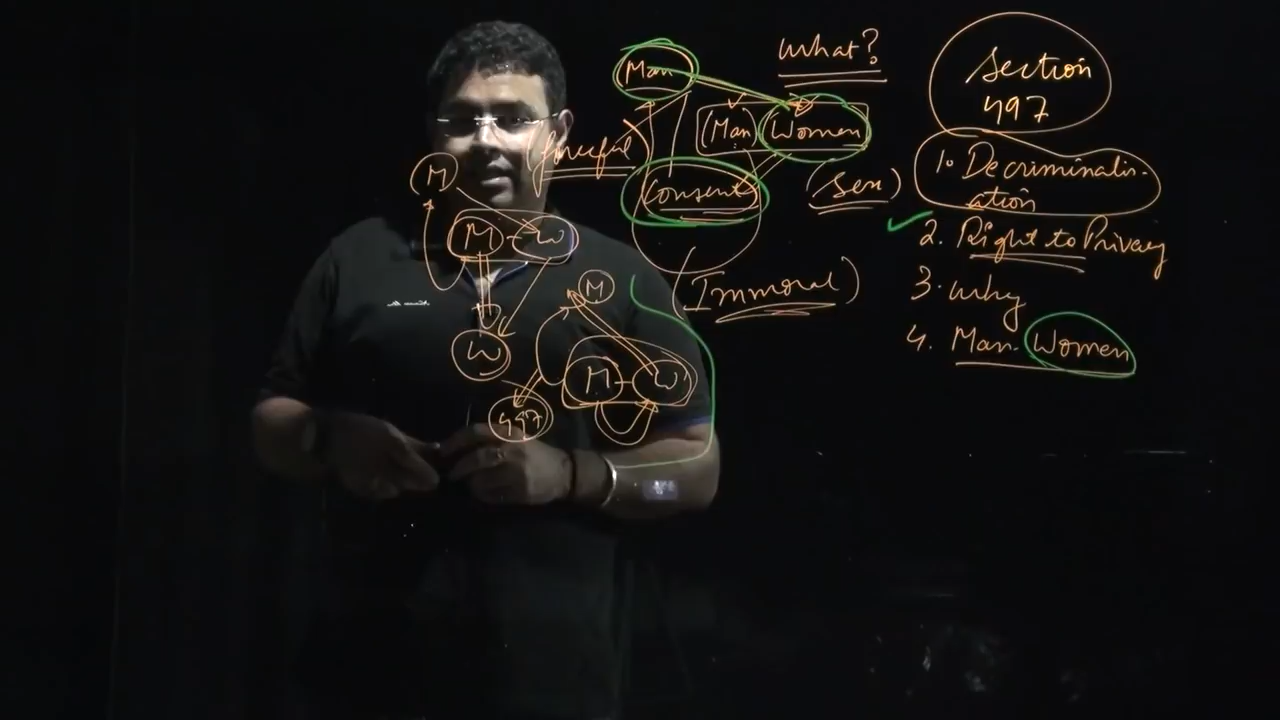 what?
Man
(Man) Women
(forceful)
Consent
(Sex)
(Immoral)
M
M - W
W
M
M - W
497
Section
497
1. Decriminalis-
ation
2. Right to Privacy
3. Why
4. Man - Women